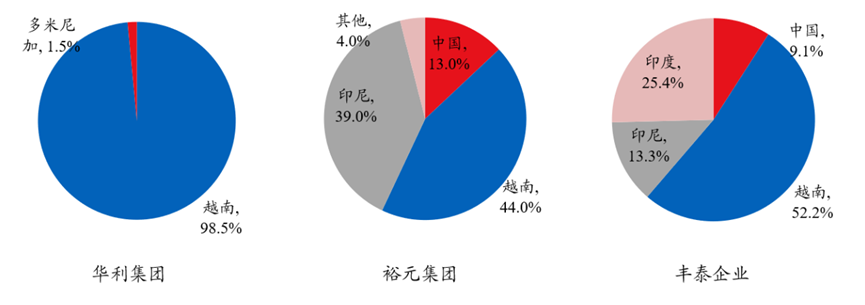 多米尼
加, 1.5%
越南,
98.5%
华利集团
其他,
4.0%
中国,
13.0%
印尼,
39.0%
越南,
44.0%
裕元集团
中国,
9.1%
印度,
25.4%
印尼,
13.3%
越南,
52.2%
丰泰企业